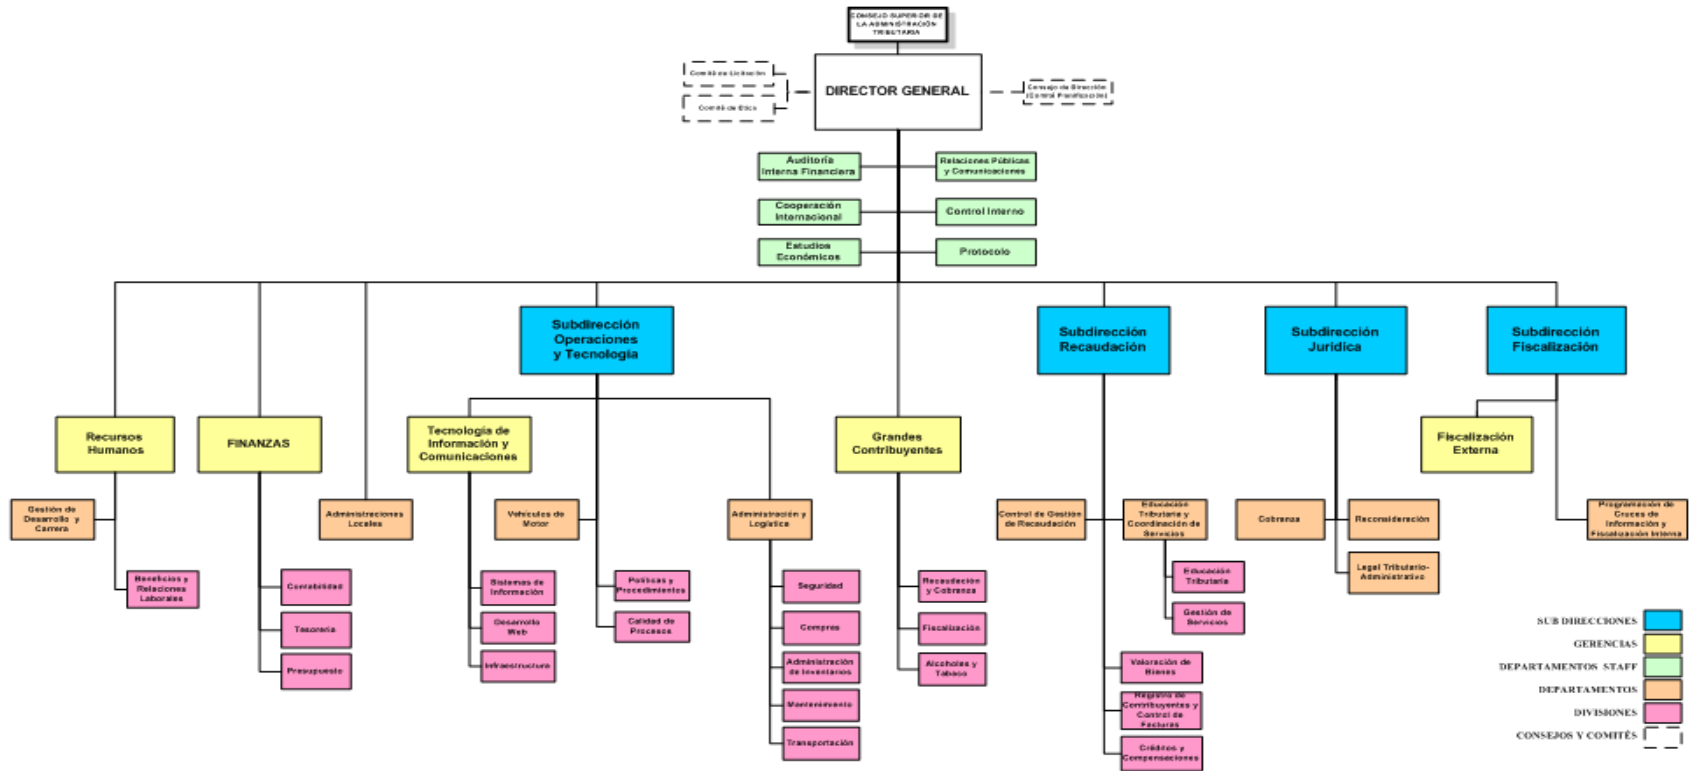 CONSEJO SUPERIOR DE
LA ADMINISTRACIÓN
TRIBUTARIA
Comité de Licitación
Comité de Etica
DIRECTOR GENERAL
Consejo de Dirección
(Comité Planificación)
Auditoría
Interna Financiera
Relaciones Públicas
y Comunicaciones
Cooperación
Internacional
Control Interno
Estudios
Económicos
Protocolo
Subdirección
Operaciones
y Tecnología
Subdirección
Recaudación
Subdirección
Jurídica
Subdirección
Fiscalización
Recursos
Humanos
FINANZAS
Tecnología de
Información y
Comunicaciones
Grandes
Contribuyentes
Fiscalización
Externa
Gestión de
Desarrollo y
Carrera
Administraciones
Locales
Vehículos de
Motor
Administración y
Logística
Control de Gestión
de Recaudación
Educación
Tributaria y
Coordinación de
Servicios
Cobranza
Reconsideración
Programación de
Cruces de
Información y
Fiscalización Interna
Legal Tributario-
Administrativo
Beneficios y
Relaciones
Laborales
Contabilidad
Tesorería
Presupuesto
Sistemas de
Información
Desarrollo
Web
Infraestructura
Políticas y
Procedimientos
Calidad de
Procesos
Seguridad
Compras
Administración
de Inventarios
Mantenimiento
Transportación
Recaudación
y Cobranza
Fiscalización
Alcoholes y
Tabaco
Educación
Tributaria
Gestión de
Servicios
Valoración de
Bienes
Registro de
Contribuyentes y
Control de
Facturas
Créditos y
Compensaciones
SUB DIRECCIONES
GERENCIAS
DEPARTAMENTOS STAFF
DEPARTAMENTOS
DIVISIONES
CONSEJOS Y COMITÉS